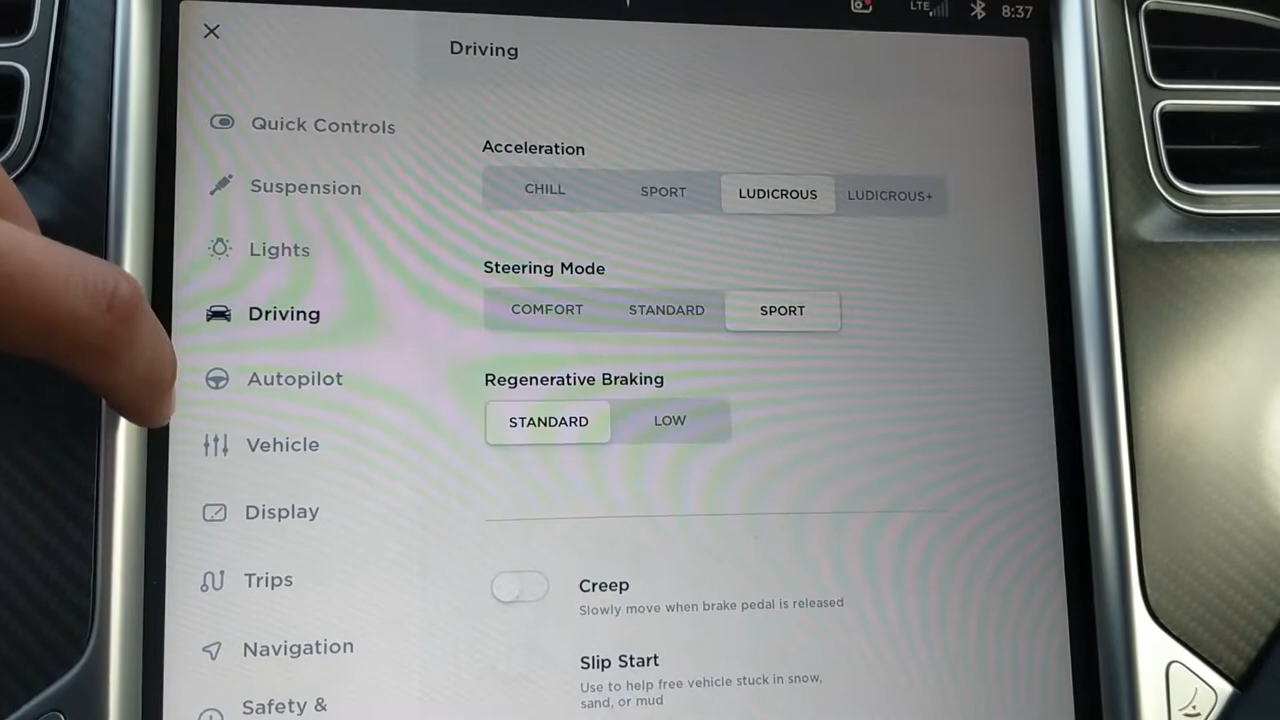 LTE 8:37
Driving
Quick Controls
Suspension
Lights
Driving
Autopilot
Vehicle
Display
Trips
Navigation
Safety &
Acceleration
CHILL SPORT LUDICROUS LUDICROUS+
Steering Mode
COMFORT STANDARD SPORT
Regenerative Braking
STANDARD LOW
Creep
Slowly move when brake pedal is released
Slip Start
Use to help free vehicle stuck in snow,
sand, or mud